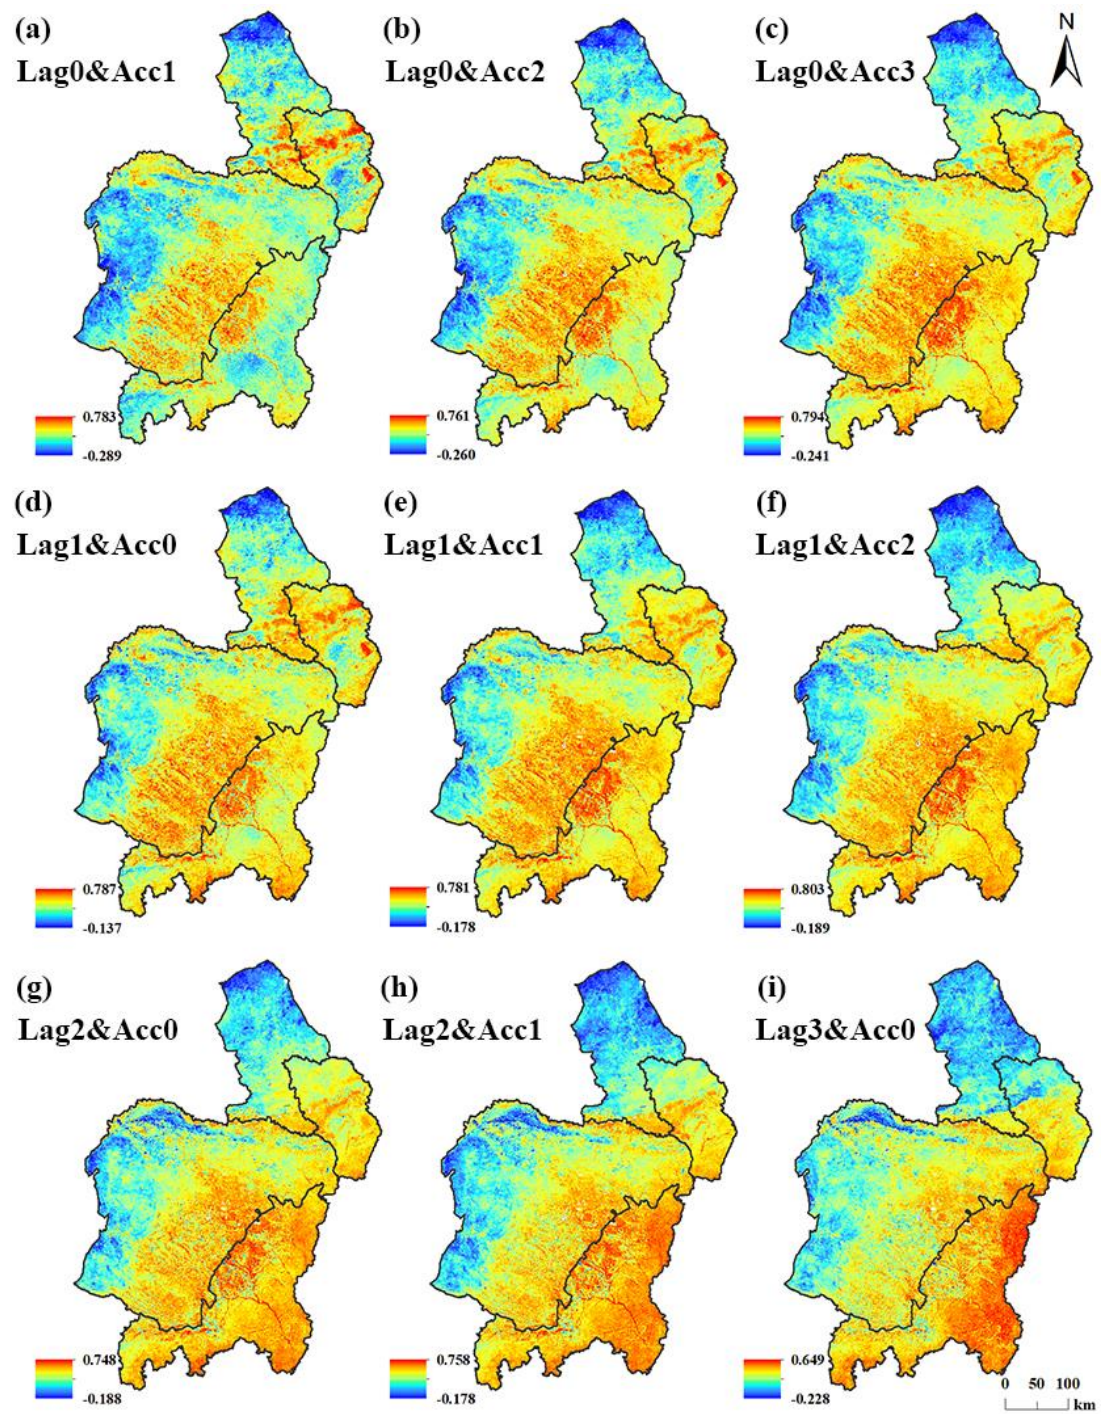 (a)
Lag0&Acc1
0.783
-0.289
(b)
Lag0&Acc2
0.761
-0.260
(c)
Lag0&Acc3
N
0.794
-0.241
(d)
Lag1&Acc0
0.787
-0.137
(e)
Lag1&Acc1
0.781
-0.178
(f)
Lag1&Acc2
0.803
-0.189
(g)
Lag2&Acc0
0.748
-0.188
(h)
Lag2&Acc1
0.758
-0.178
(i)
Lag3&Acc0
0.649
-0.228
0 50 100
km